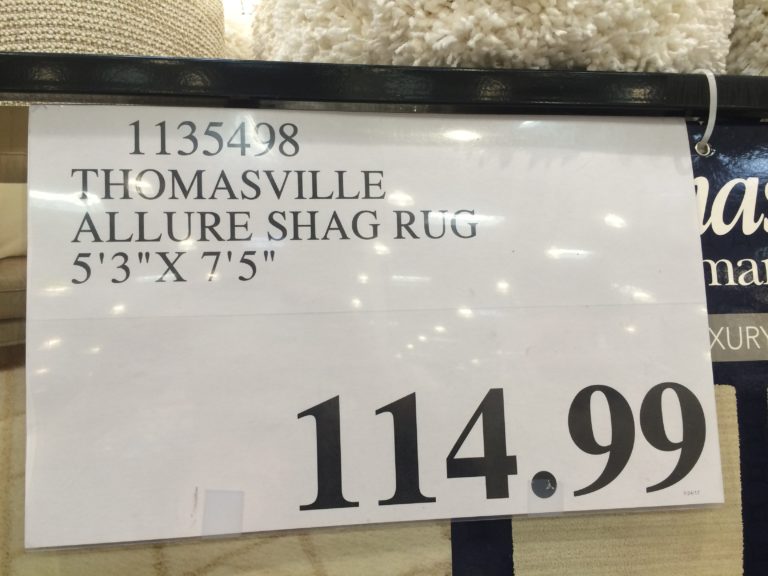 1135498
THOMASVILLE
ALLURE SHAG RUG
5'3"X 7'5"
114.99